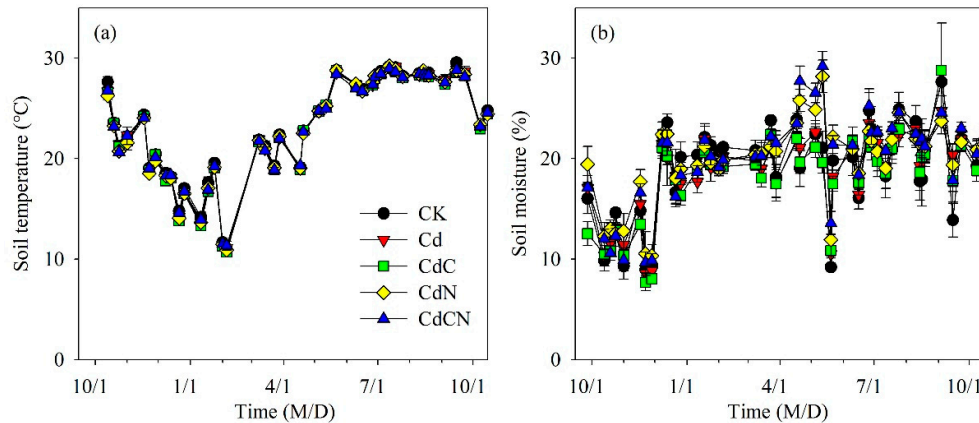 (a)
(b)
30
20
10
0
Soil temperature (°C)
CK
Cd
CdC
CdN
CdCN
10/1 1/1 4/1 7/1 10/1
Time (M/D)
30
20
10
0
Soil moisture (%)
10/1 1/1 4/1 7/1 10/1
Time (M/D)